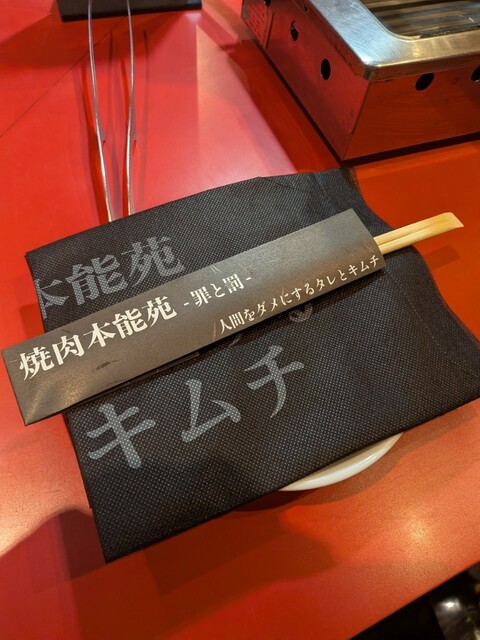 本能苑
焼肉本能苑 -罪と罰-
人間をダメにするタレとキムチ
キムチ